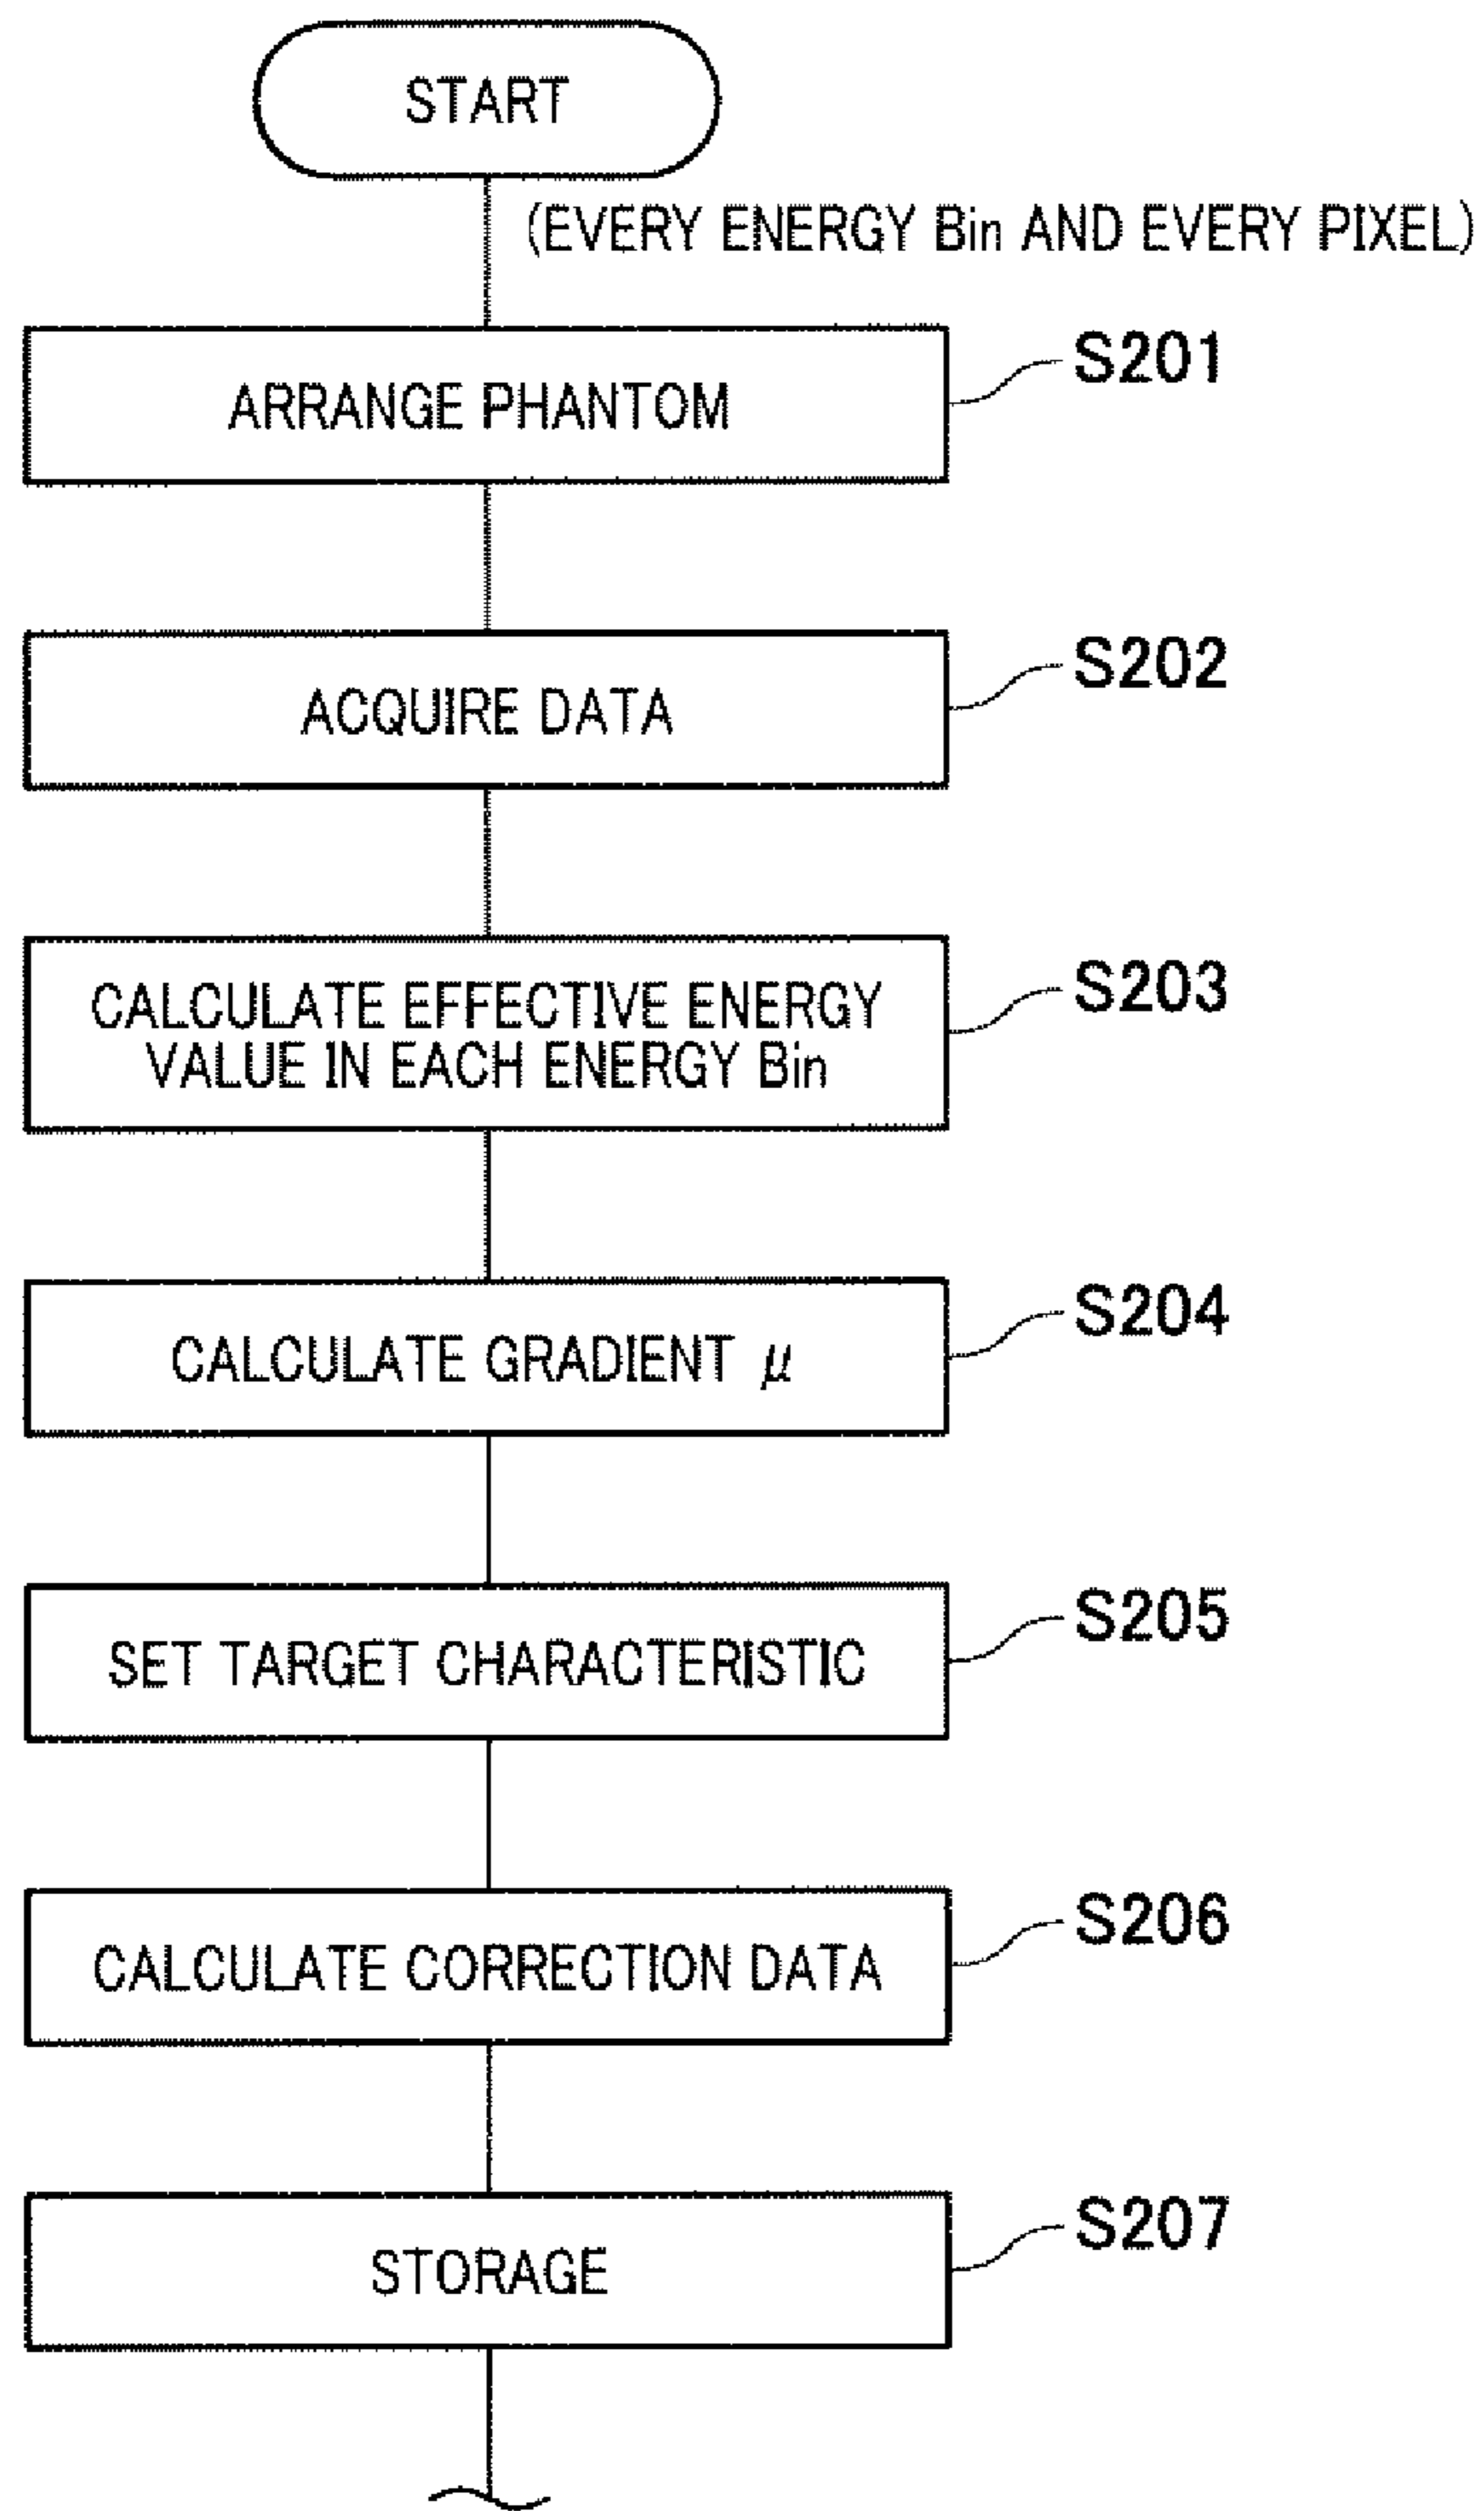 START
(EVERY ENERGY Bin AND EVERY PIXEL)
ARRANGE PHANTOM
S201
ACQUIRE DATA
S202
CALCULATE EFFECTIVE ENERGY
VALUE IN EACH ENERGY Bin
S203
CALCULATE GRADIENT μ
S204
SET TARGET CHARACTERISTIC
S205
CALCULATE CORRECTION DATA
S206
STORAGE
S207